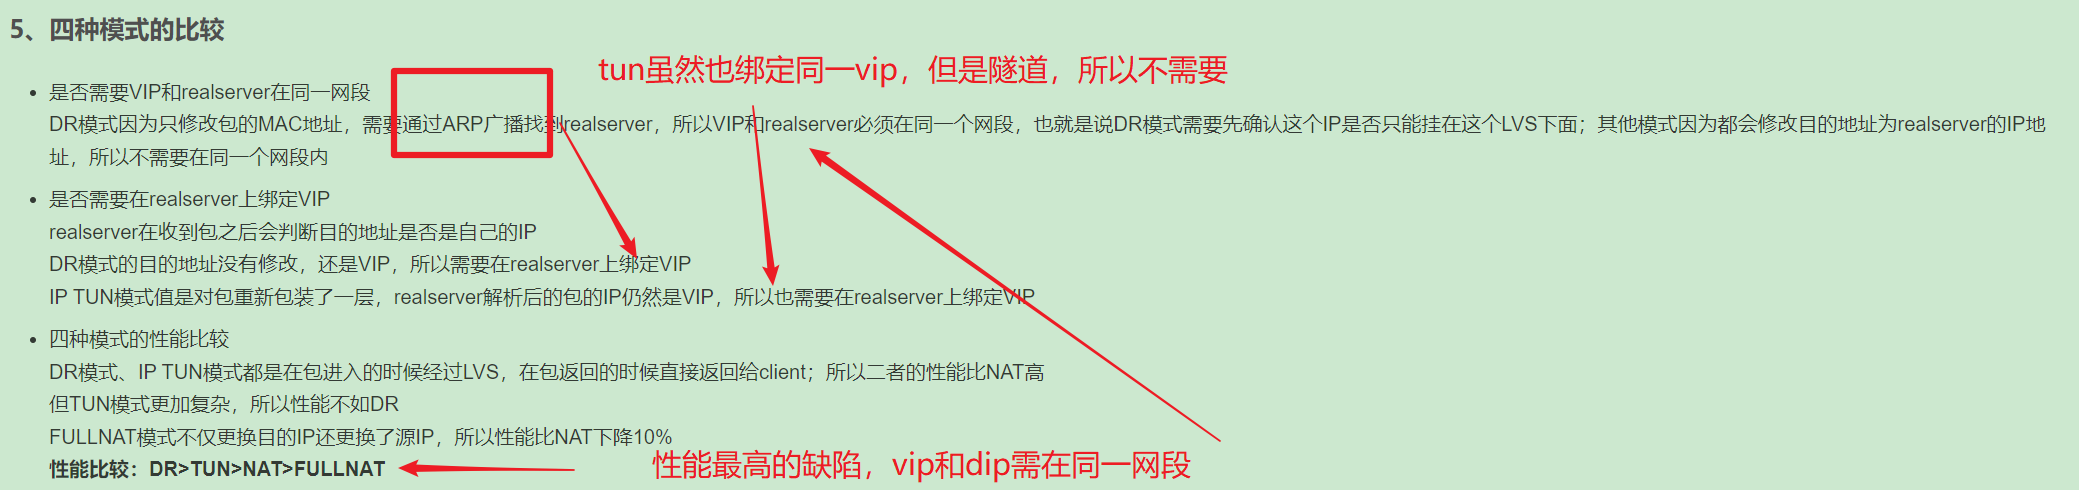 5、四种模式的比较
tun虽然也绑定同一vip，但是隧道，所以不需要
• 是否需要VIP和realserver在同一网段
DR模式因为只修改包的MAC地址，需要通过ARP广播找到realserver，所以VIP和realserver必须在同一个网段，也就是说DR模式需要先确认这个IP是否只能挂在这个LVS下面；其他模式因为都会修改目的地址为realserver的IP地
址，所以不需要在同一个网段内
• 是否需要在realserver上绑定VIP
realserver在收到包之后会判断目的地址是否是自己的IP
DR模式的目的地址没有修改，还是VIP，所以需要在realserver上绑定VIP
IP TUN模式值是对包重新包装了一层，realserver解析后的包的IP仍然是VIP，所以也需要在realserver上绑定VIP
• 四种模式的性能比较
DR模式、IP TUN模式都是在包进入的时候经过LVS，在包返回的时候直接返回给client；所以二者的性能比NAT高
但TUN模式更加复杂，所以性能不如DR
FULLNAT模式不仅更换目的IP还更换了源IP，所以性能比NAT下降10%
性能比较：DR>TUN>NAT>FULLNAT
性能最高的缺陷，vip和dip需在同一网段